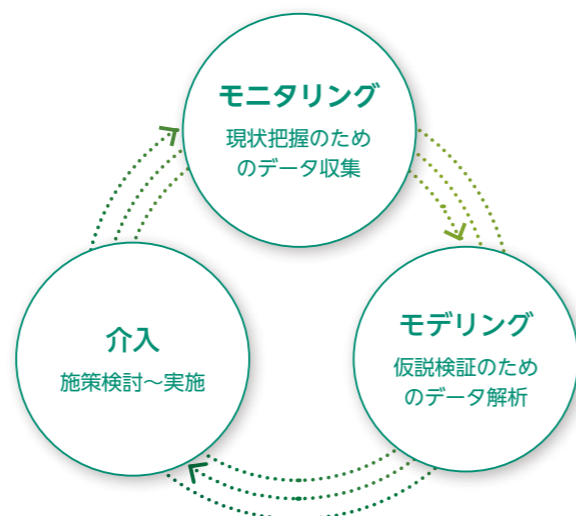 モニタリング
現状把握のため
のデータ収集
モデリング
仮説検証のため
のデータ解析
介入
施策検討〜実施